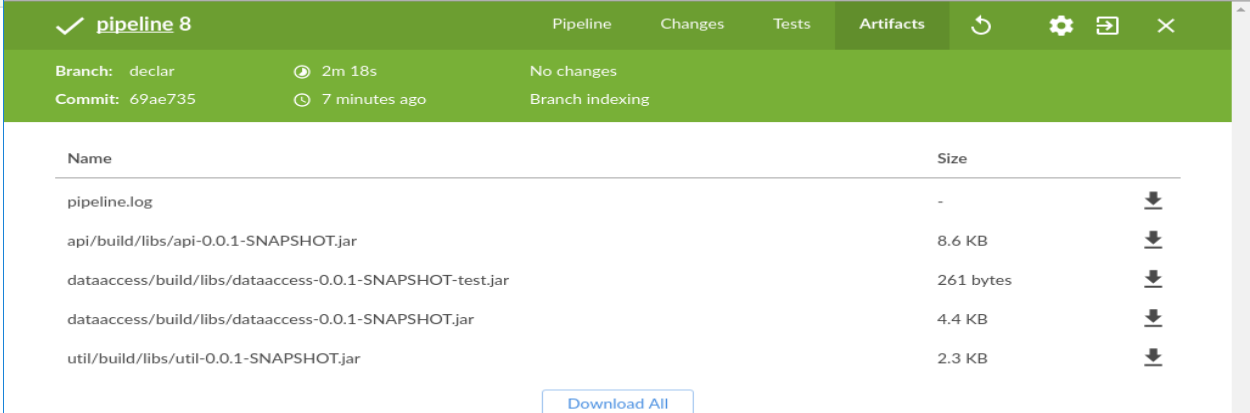 pipeline 8 Pipeline Changes Tests Artifacts
Branch: declar 2m 18s No changes
Commit: 69ae735 7 minutes ago Branch indexing
Name Size
pipeline.log -
api/build/libs/api-0.0.1-SNAPSHOT.jar 8.6 KB
dataaccess/build/libs/dataaccess-0.0.1-SNAPSHOT-test.jar 261 bytes
dataaccess/build/libs/dataaccess-0.0.1-SNAPSHOT.jar 4.4 KB
util/build/libs/util-0.0.1-SNAPSHOT.jar 2.3 KB
Download All